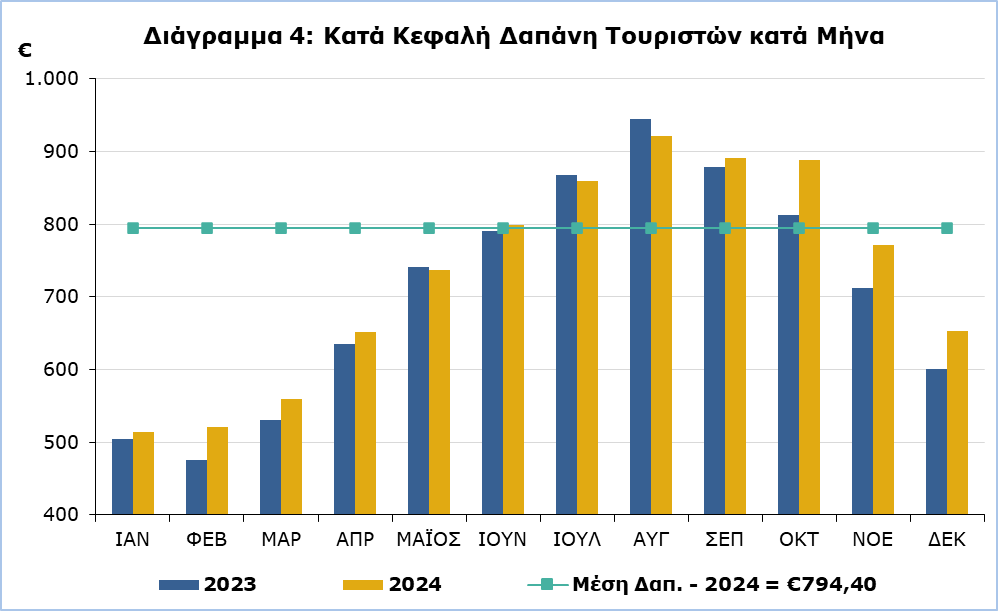 Διάγραμμα 4: Κατά Κεφαλή Δαπάνη Τουριστών κατά Μήνα
€
1.000
900
800
700
600
500
400
ΙΑΝ ΦΕΒ ΜΑΡ ΑΠΡ ΜΑΪΟΣ ΙΟΥΝ ΙΟΥΛ ΑΥΓ ΣΕΠ ΟΚΤ ΝΟΕ ΔΕΚ
2023 2024 Μέση Δαπ. - 2024 = €794,40